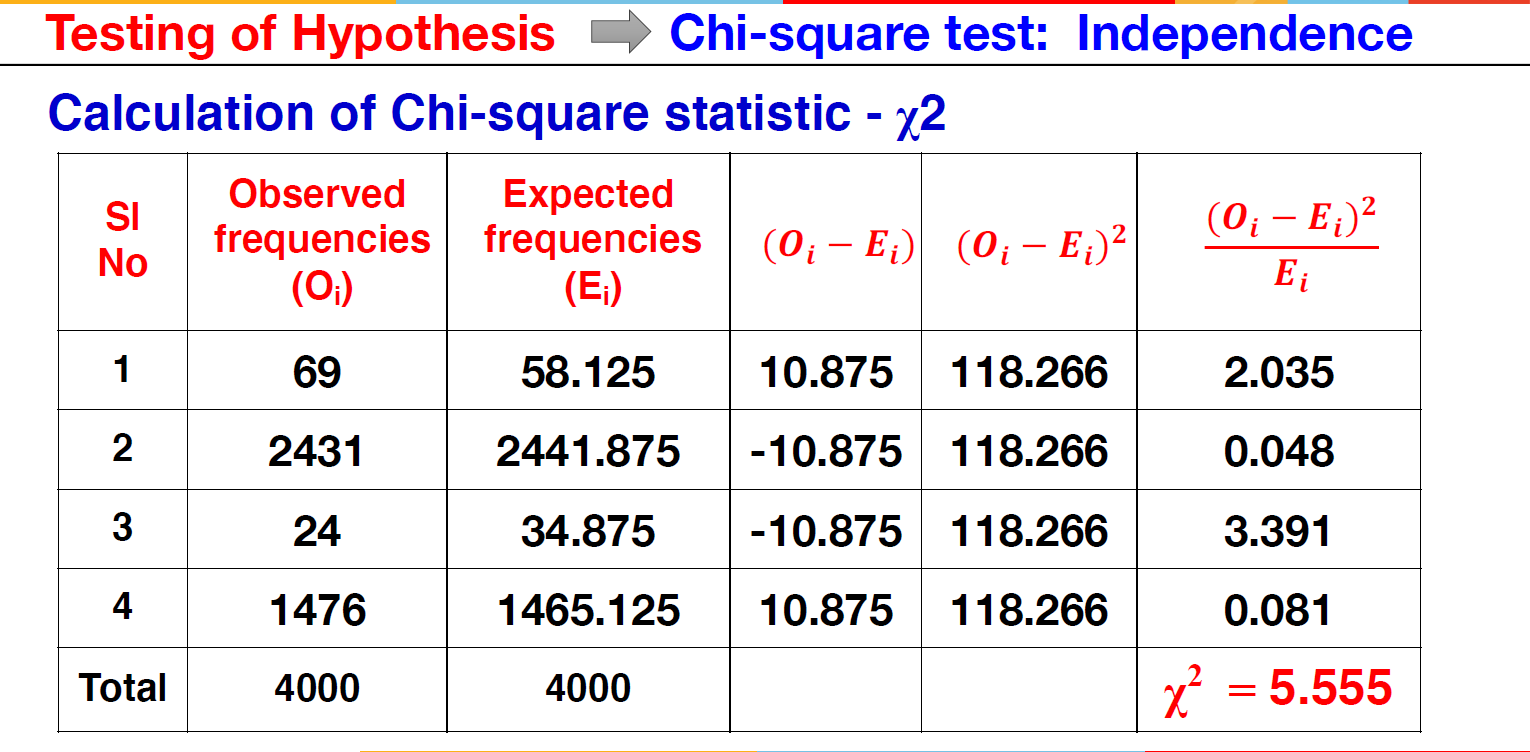 Testing of Hypothesis Chi-square test: Independence
Calculation of Chi-square statistic - χ2
Sl No Observed frequencies (Oᵢ) Expected frequencies (Eᵢ) (Oᵢ − Eᵢ) (Oᵢ − Eᵢ)² (Oᵢ − Eᵢ)² / Eᵢ
1 69 58.125 10.875 118.266 2.035
2 2431 2441.875 -10.875 118.266 0.048
3 24 34.875 -10.875 118.266 3.391
4 1476 1465.125 10.875 118.266 0.081
Total 4000 4000 χ² = 5.555